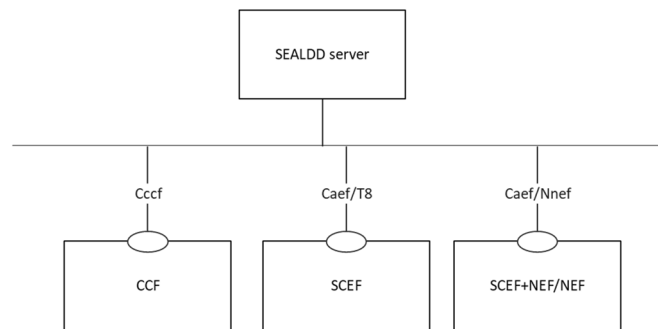 SEALDD server
Cccf
Caef/T8
Caef/Nnef
CCF
SCEF
SCEF+NEF/NEF